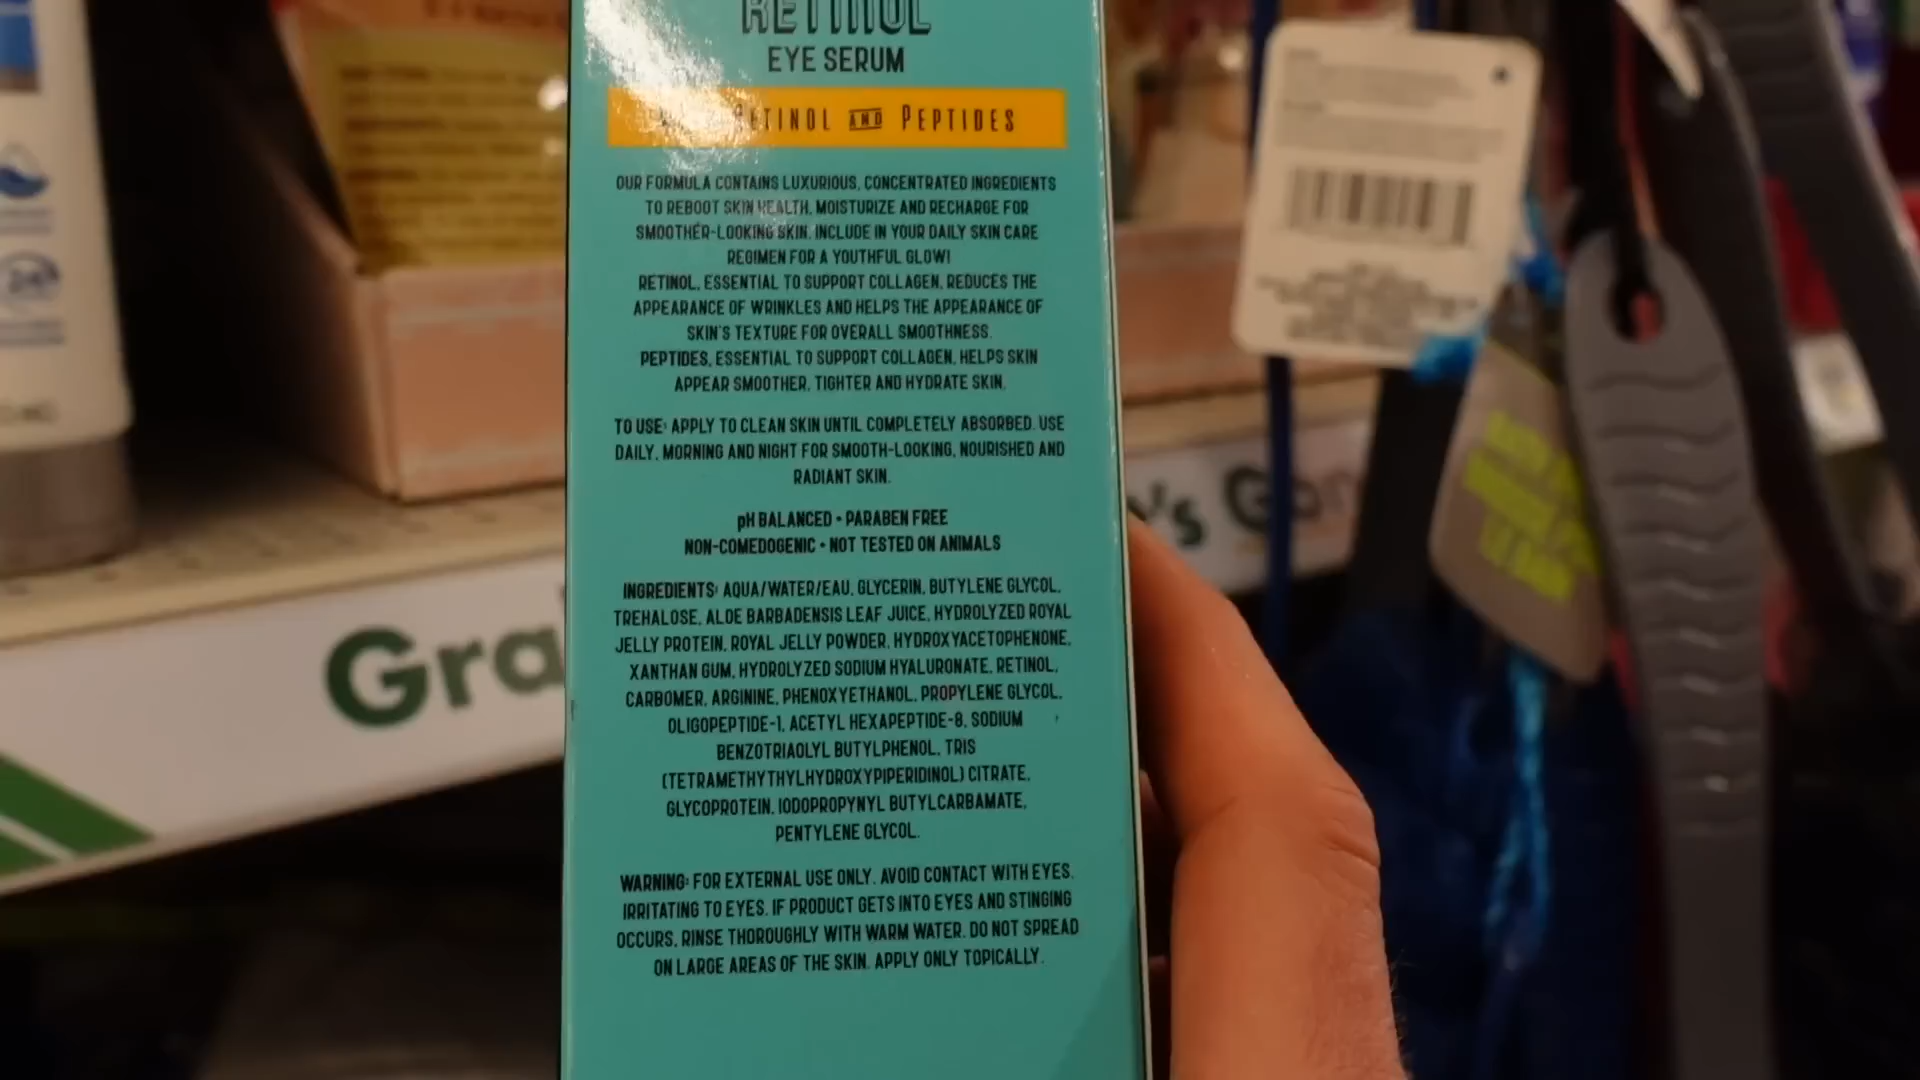 RETINOL
EYE SERUM
RETINOL AND PEPTIDES
OUR FORMULA CONTAINS LUXURIOUS, CONCENTRATED INGREDIENTS
TO REBOOT SKIN HEALTH, MOISTURIZE AND RECHARGE FOR
SMOOTHER-LOOKING SKIN. INCLUDE IN YOUR DAILY SKIN CARE
REGIMEN FOR A YOUTHFUL GLOW!
RETINOL, ESSENTIAL TO SUPPORT COLLAGEN, REDUCES THE
APPEARANCE OF WRINKLES AND HELPS THE APPEARANCE OF
SKIN'S TEXTURE FOR OVERALL SMOOTHNESS.
PEPTIDES, ESSENTIAL TO SUPPORT COLLAGEN, HELPS SKIN
APPEAR SMOOTHER, TIGHTER AND HYDRATE SKIN.
TO USE: APPLY TO CLEAN SKIN UNTIL COMPLETELY ABSORBED. USE
DAILY, MORNING AND NIGHT FOR SMOOTH-LOOKING, NOURISHED AND
RADIANT SKIN.
pH BALANCED • PARABEN FREE
NON-COMEDOGENIC • NOT TESTED ON ANIMALS
INGREDIENTS: AQUA/WATER/EAU, GLYCERIN, BUTYLENE GLYCOL,
TREHALOSE, ALOE BARBADENSIS LEAF JUICE, HYDROLYZED ROYAL
JELLY PROTEIN, ROYAL JELLY POWDER, HYDROXYACETOPHENONE,
XANTHAN GUM, HYDROLYZED SODIUM HYALURONATE, RETINOL,
CARBOMER, ARGININE, PHENOXYETHANOL, PROPYLENE GLYCOL,
OLIGOPEPTIDE-1, ACETYL HEXAPEPTIDE-8, SODIUM
BENZOTRIAOLYL BUTYLPHENOL, TRIS
(TETRAMETHYTHYLHYDROXYPIPERIDINOL) CITRATE,
GLYCOPROTEIN, IODOPROPYNYL BUTYLCARBAMATE,
PENTYLENE GLYCOL.
WARNING: FOR EXTERNAL USE ONLY. AVOID CONTACT WITH EYES.
IRRITATING TO EYES. IF PRODUCT GETS INTO EYES AND STINGING
OCCURS, RINSE THOROUGHLY WITH WARM WATER. DO NOT SPREAD
ON LARGE AREAS OF THE SKIN. APPLY ONLY TOPICALLY.
Gra
's Gon
24